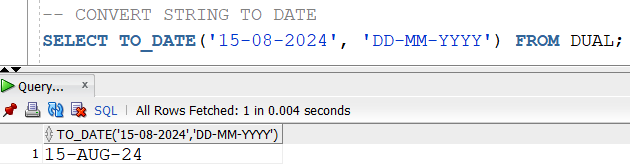 -- CONVERT STRING TO DATE
SELECT TO_DATE('15-08-2024', 'DD-MM-YYYY') FROM DUAL;
Query...
SQL | All Rows Fetched: 1 in 0.004 seconds
TO_DATE('15-08-2024','DD-MM-YYYY')
1 15-AUG-24